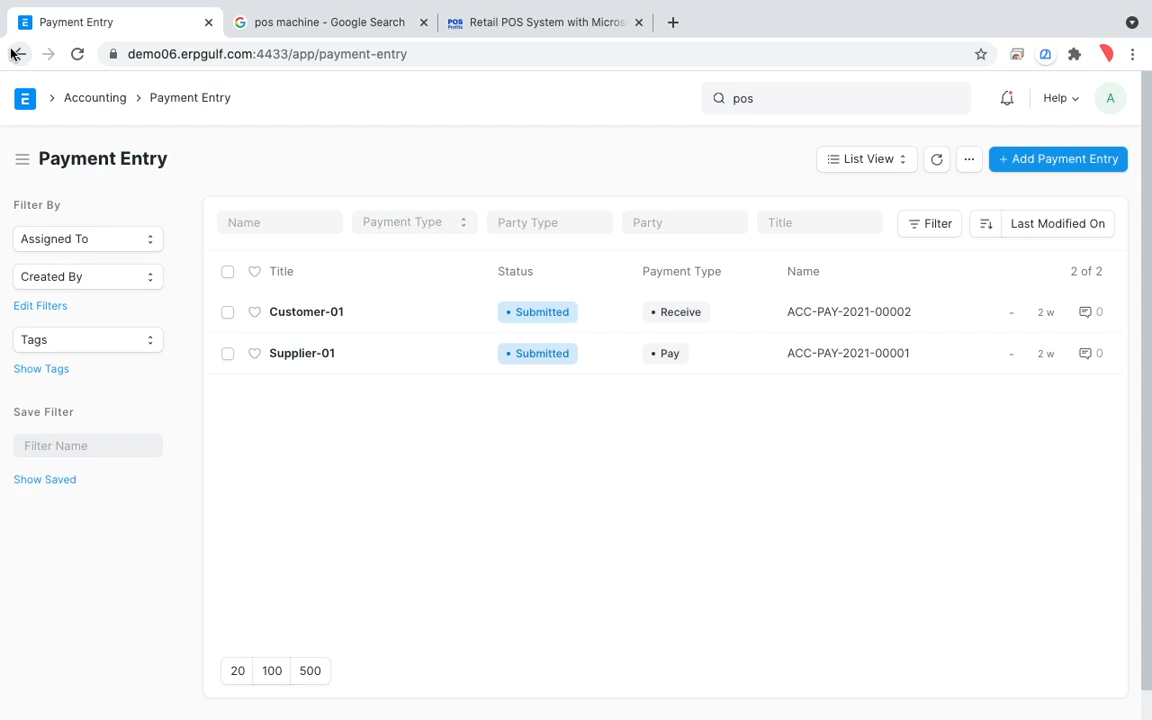 Payment Entry
pos machine - Google Search
POS Retail POS System with Micros
demo06.erpgulf.com:4433/app/payment-entry
E
Accounting
Payment Entry
pos
Help
A
Payment Entry
List View
+ Add Payment Entry
Filter By
Assigned To
Created By
Edit Filters
Tags
Show Tags
Save Filter
Filter Name
Show Saved
Name
Payment Type
Party Type
Party
Title
Filter
Last Modified On
Title
Status
Payment Type
Name
2 of 2
Customer-01
• Submitted
• Receive
ACC-PAY-2021-00002
-
2 w
0
Supplier-01
• Submitted
• Pay
ACC-PAY-2021-00001
-
2 w
0
20
100
500